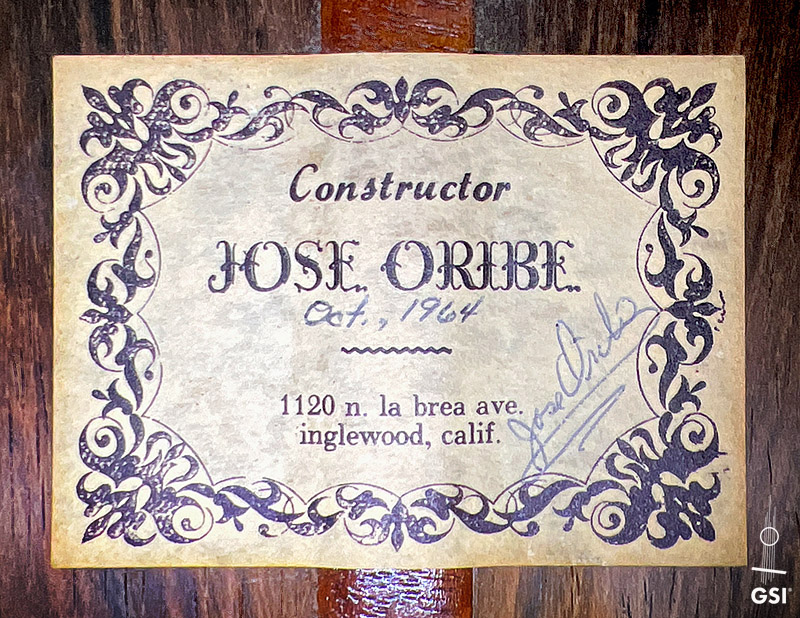 Constructor
JOSE ORIBE
Oct., 1964
1120 n. la brea ave.
inglewood, calif.
Jose Oribe
GSI